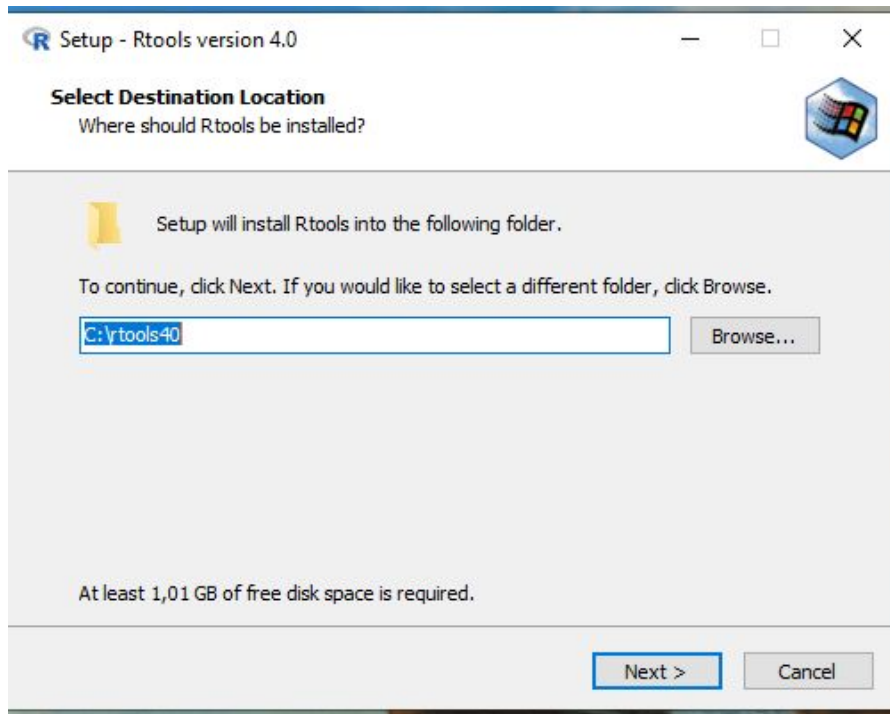 Setup - Rtools version 4.0
Select Destination Location
Where should Rtools be installed?
Setup will install Rtools into the following folder.
To continue, click Next. If you would like to select a different folder, click Browse.
C:\rtools40
Browse...
At least 1,01 GB of free disk space is required.
Next >
Cancel